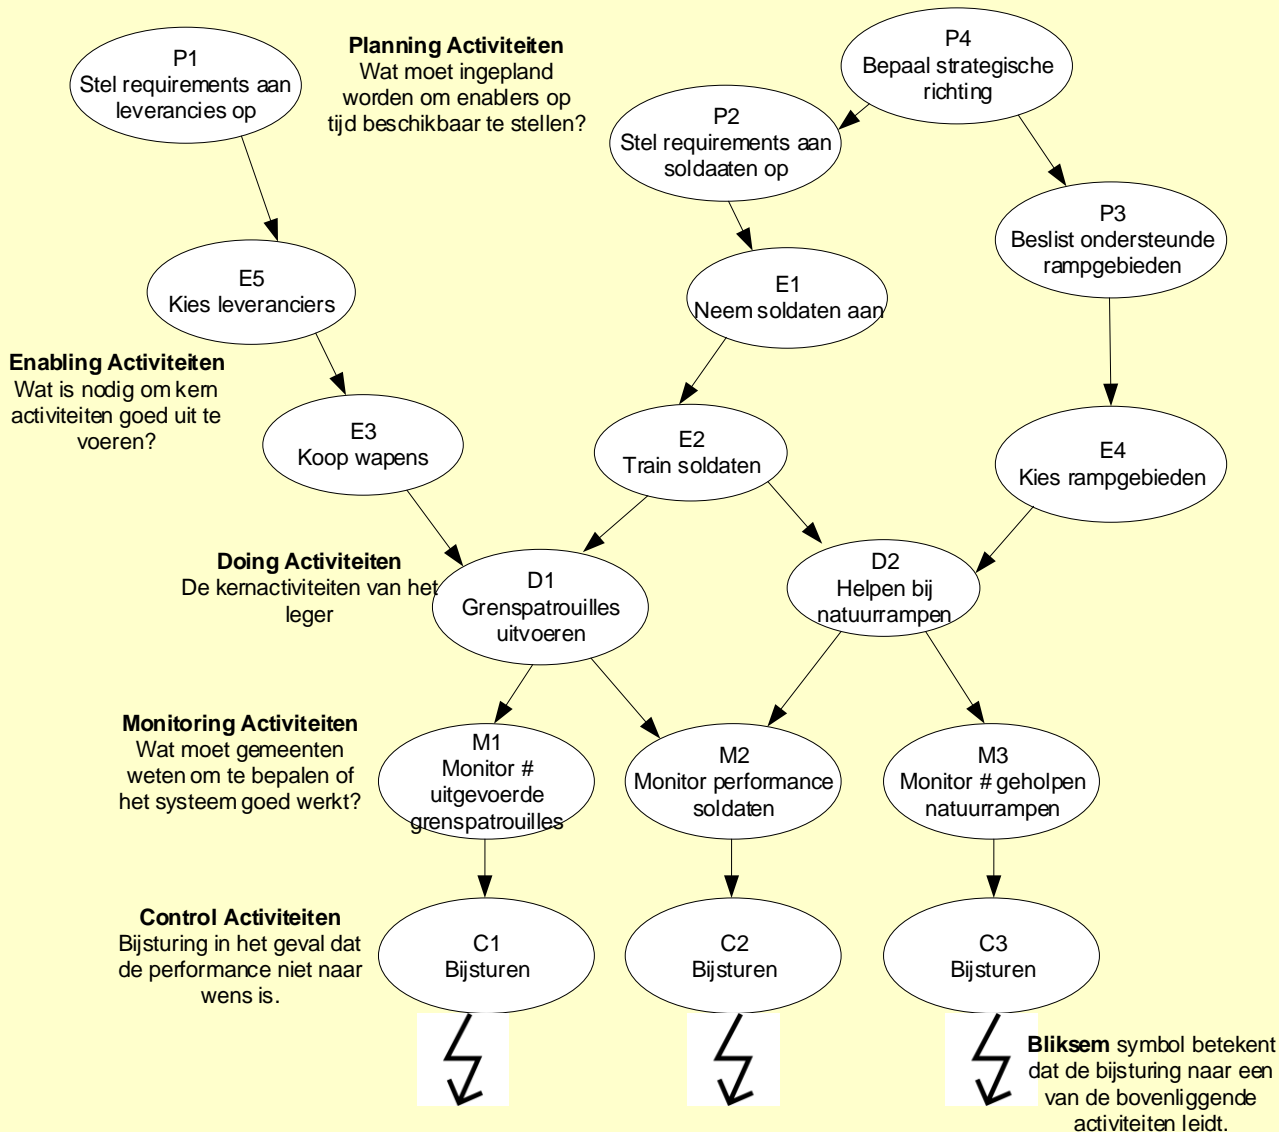 P1
Stel requirements aan
leverancies op
Planning Activiteiten
Wat moet ingepland
worden om enablers op
tijd beschikbaar te stellen?
P4
Bepaal strategische
richting
P2
Stel requirements aan
soldaaten op
P3
Beslist ondersteunde
rampgebieden
E5
Kies leveranciers
E1
Neem soldaten aan
Enabling Activiteiten
Wat is nodig om kern
activiteiten goed uit te
voeren?
E3
Koop wapens
E2
Train soldaten
E4
Kies rampgebieden
Doing Activiteiten
De kernactiviteiten van het
leger
D1
Grenspatrouilles
uitvoeren
D2
Helpen bij
natuurrampen
Monitoring Activiteiten
Wat moet gemeenten
weten om te bepalen of
het systeem goed werkt?
M1
Monitor #
uitgevoerde
grenspatrouilles
M2
Monitor performance
soldaten
M3
Monitor # geholpen
natuurrampen
Control Activiteiten
Bijsturing in het geval dat
de performance niet naar
wens is.
C1
Bijsturen
C2
Bijsturen
C3
Bijsturen
Bliksem symbol betekent
dat de bijsturing naar een
van de bovenliggende
activiteiten leidt.